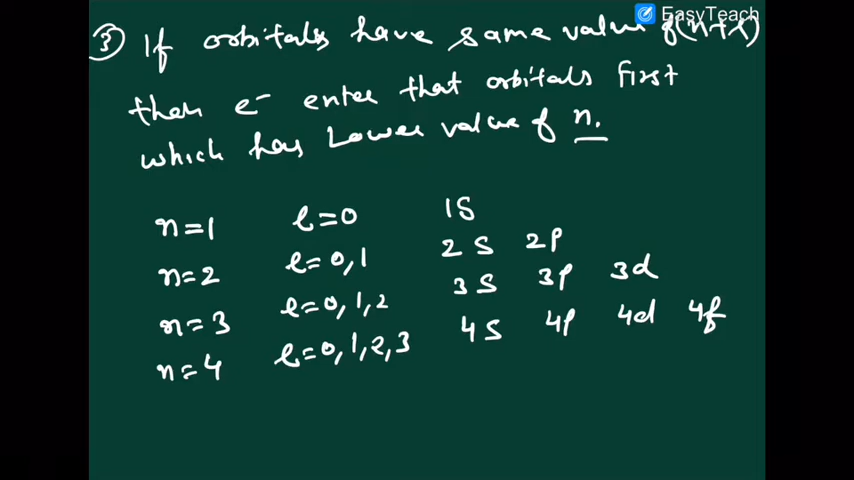 EasyTeach
③ If orbitals have same value of (n+l)
then e⁻ enter that orbitals first
which has Lower value of n.
n=1 l=0 1S
n=2 l=0,1 2S 2P
n=3 l=0,1,2 3S 3P 3d
n=4 l=0,1,2,3 4S 4P 4d 4f